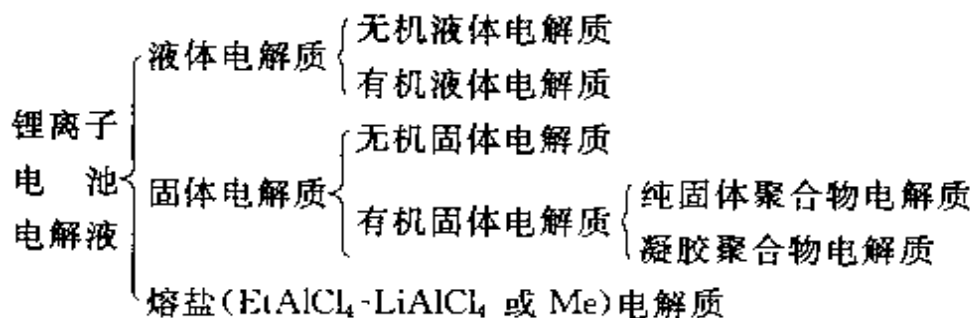 锂离子
电 池
电解液
液体电解质
无机液体电解质
有机液体电解质
固体电解质
无机固体电解质
有机固体电解质
纯固体聚合物电解质
凝胶聚合物电解质
熔盐(EtAlCl₄-LiAlCl₄ 或 Me)电解质